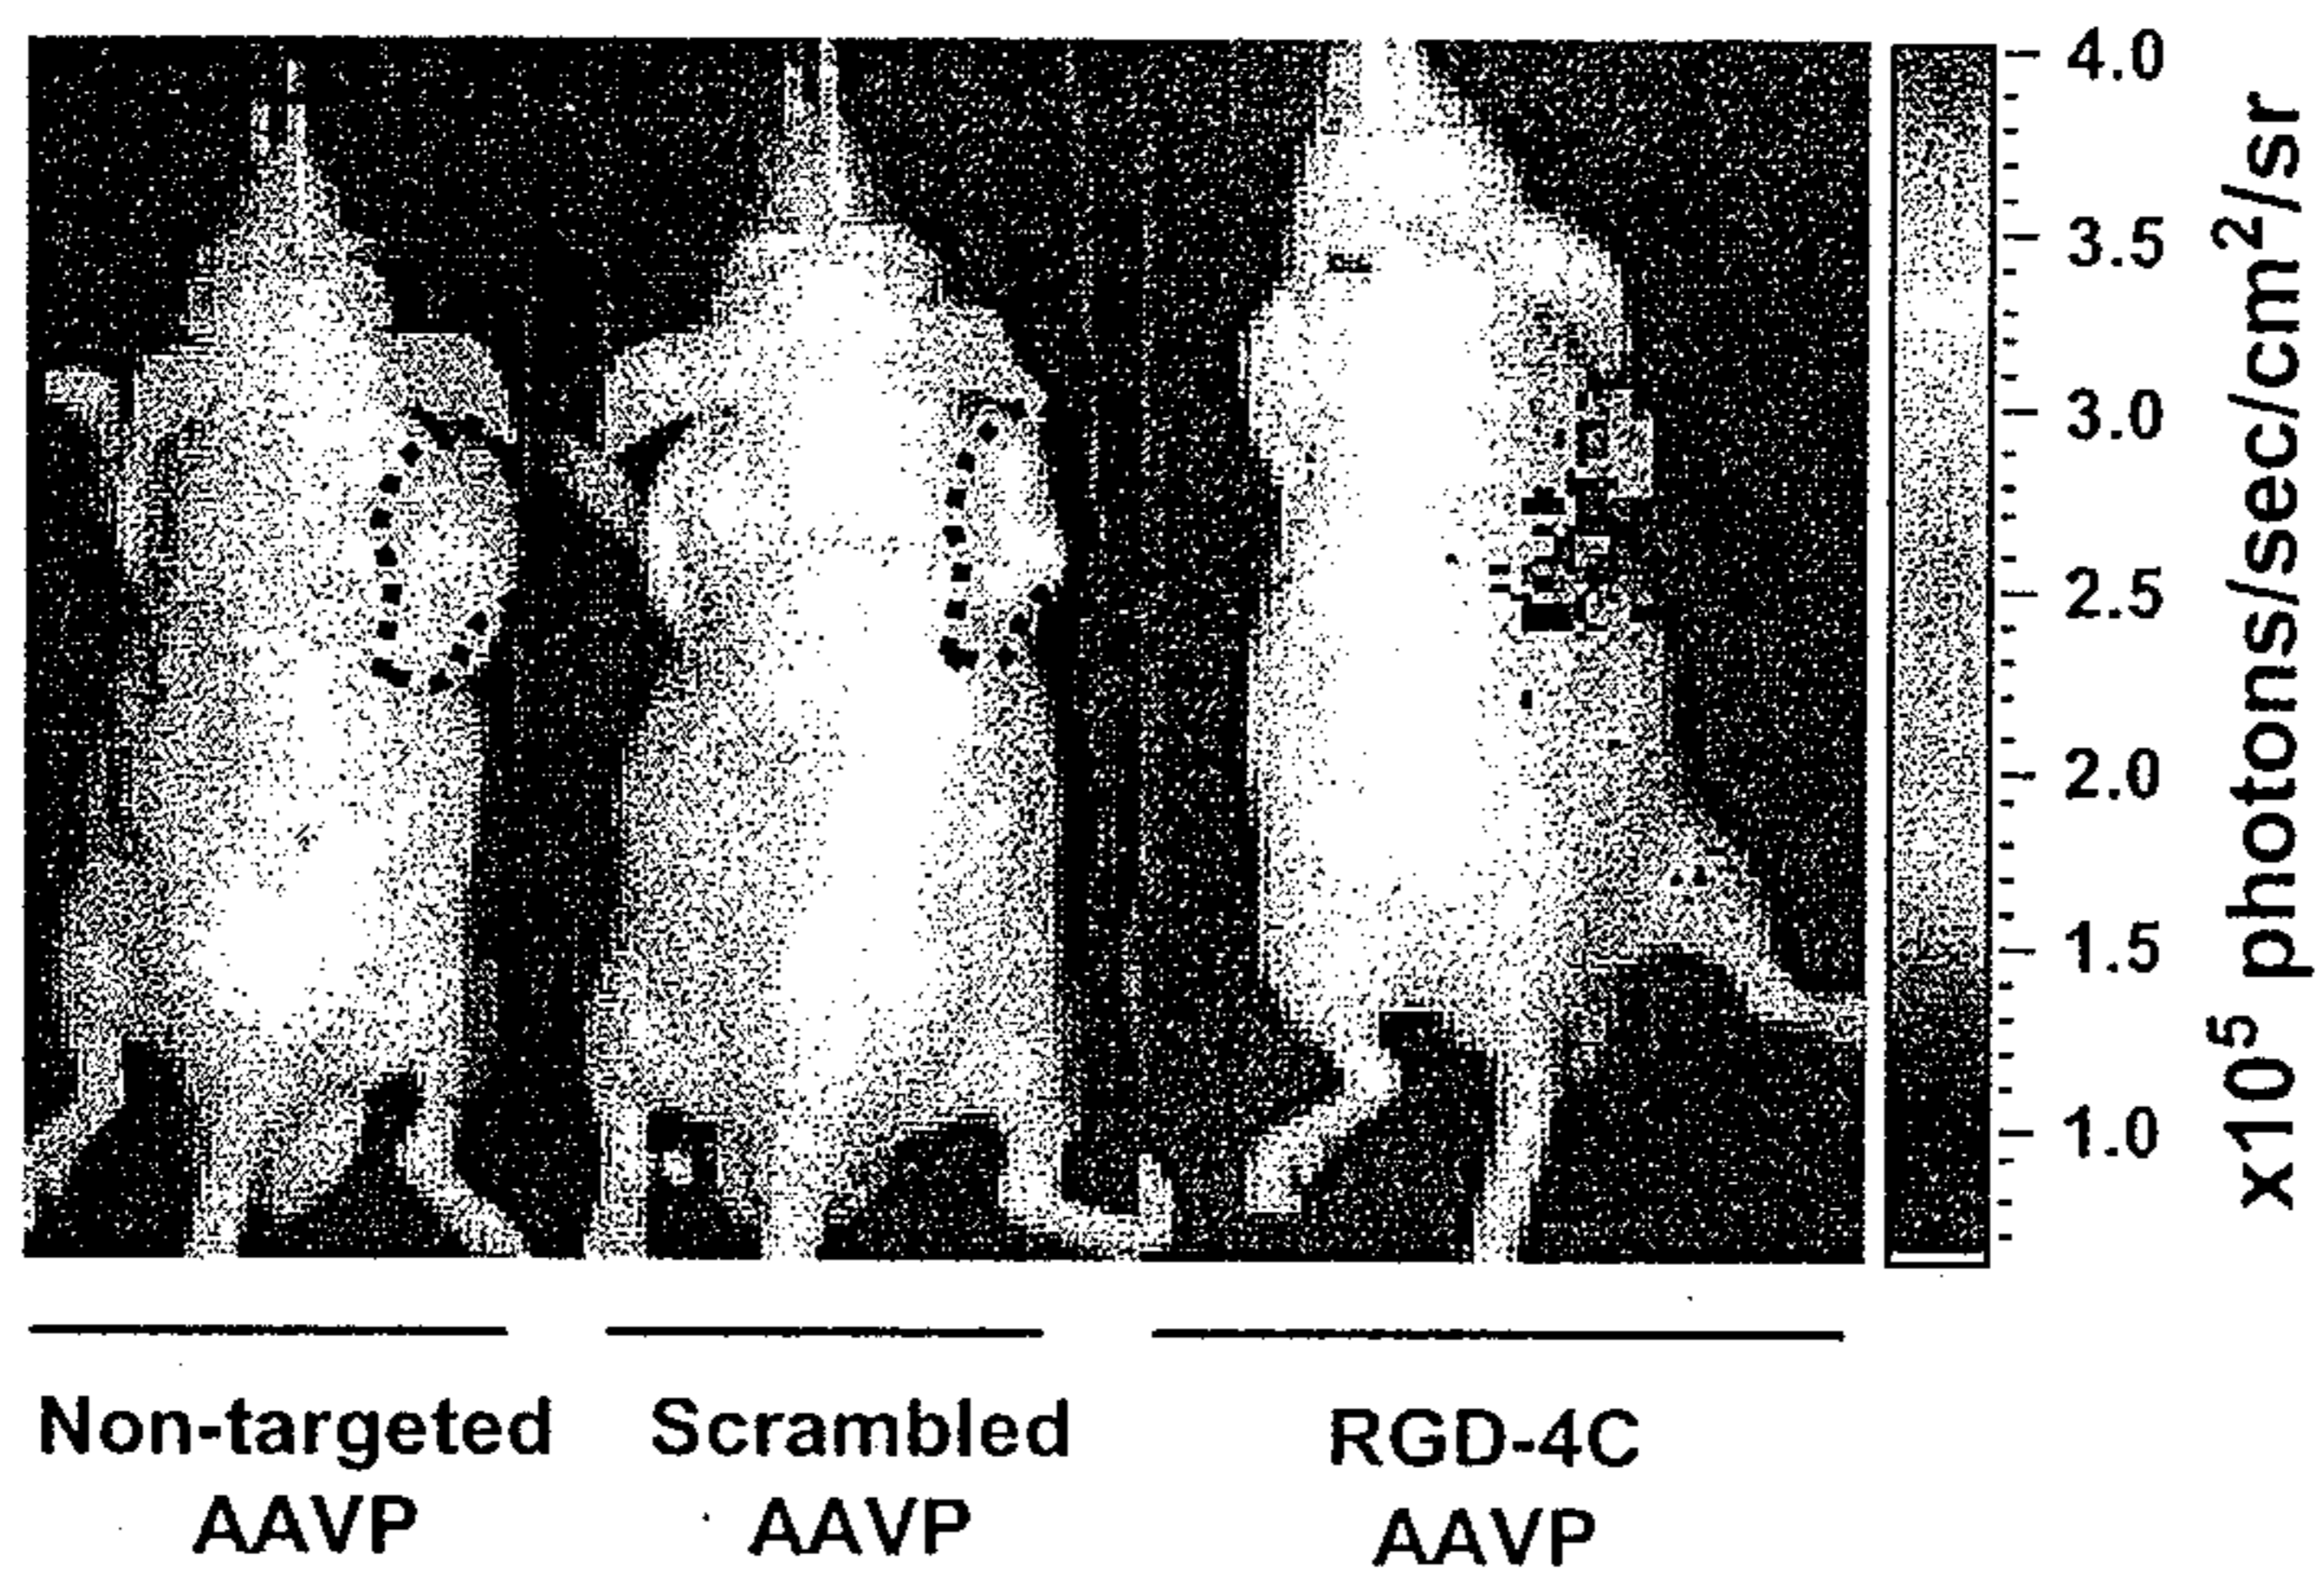 4.0
3.5
3.0
2.5
2.0
1.5
1.0
x10⁵ photons/sec/cm²/sr
Non-targeted
AAVP
Scrambled
AAVP
RGD-4C
AAVP